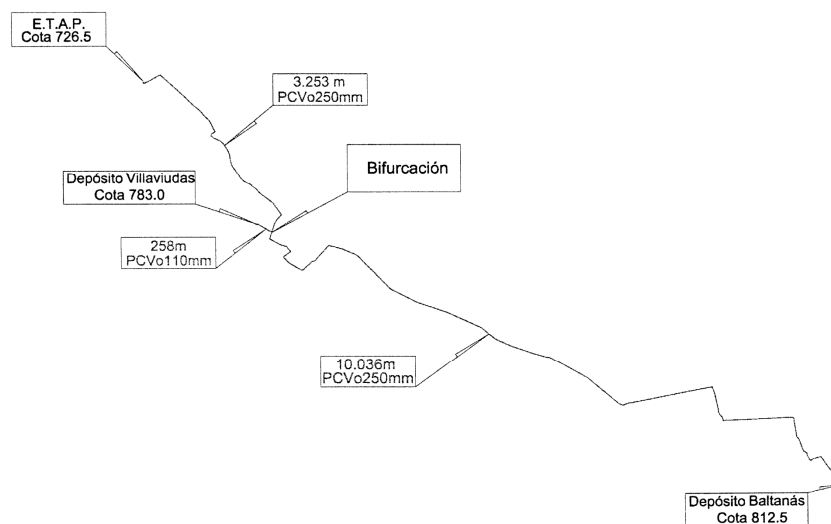 E.T.A.P.
Cota 726.5
3.253 m
PCVo250mm
Bifurcación
Depósito Villaviudas
Cota 783.0
258m
PCVo110mm
10.036m
PCVo250mm
Depósito Baltanás
Cota 812.5